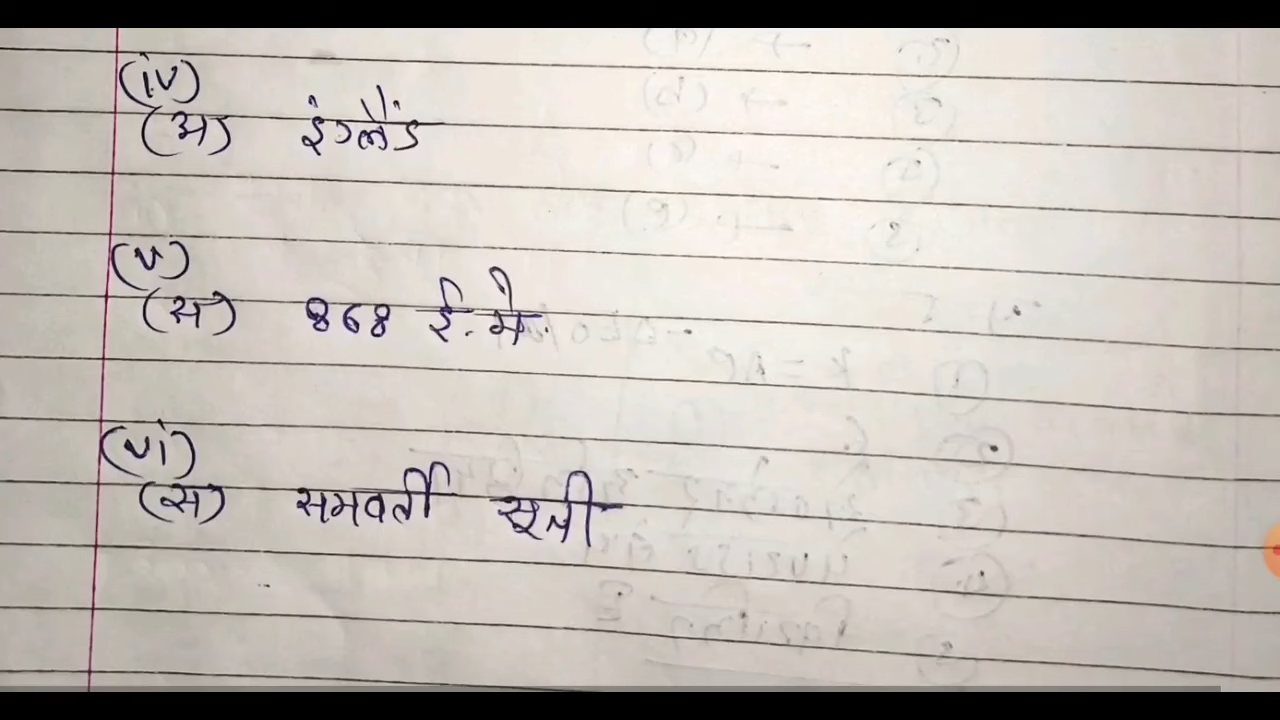 (iv)
(अ) इंग्लैंड
(v)
(स) 868 ई. में
(vi)
(स) समवर्ती सूची